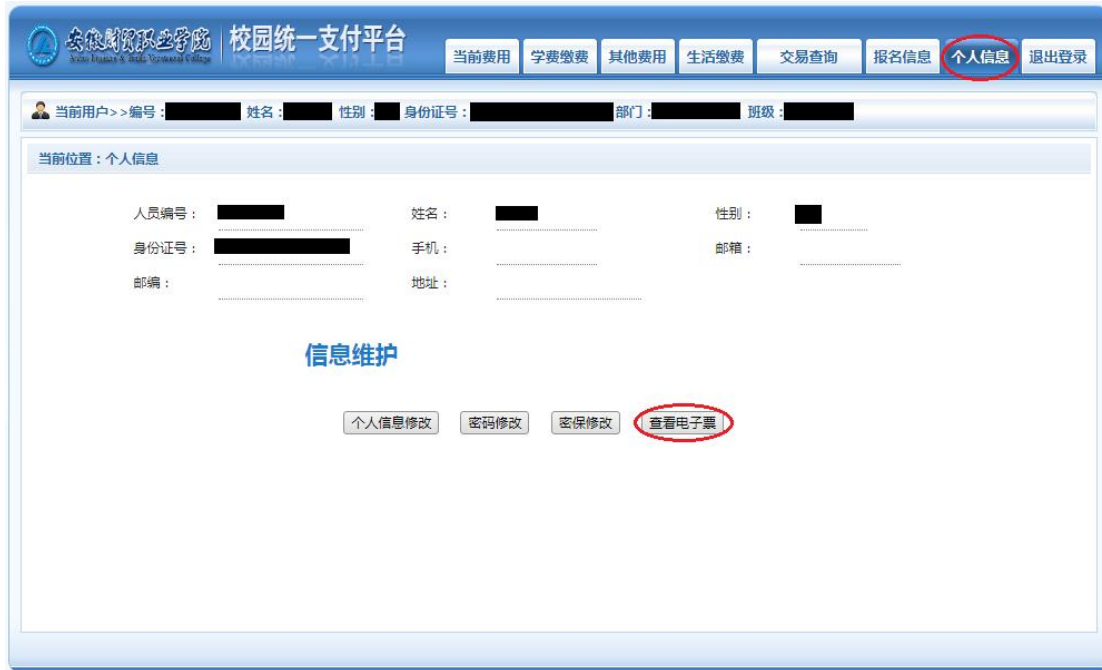 安徽财贸职业学院 校园统一支付平台
当前费用 学费缴费 其他费用 生活缴费 交易查询 报名信息 个人信息 退出登录
当前用户>>编号： 姓名： 性别： 身份证号： 部门： 班级：
当前位置：个人信息
人员编号： 姓名： 性别：
身份证号： 手机： 邮箱：
邮编： 地址：
信息维护
个人信息修改 密码修改 密保修改 查看电子票